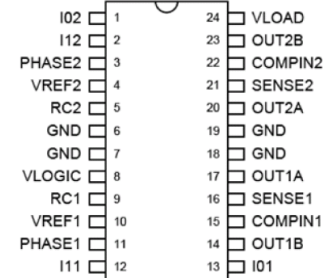 I02 1 24 VLOAD
I12 2 23 OUT2B
PHASE2 3 22 COMPIN2
VREF2 4 21 SENSE2
RC2 5 20 OUT2A
GND 6 19 GND
GND 7 18 GND
VLOGIC 8 17 OUT1A
RC1 9 16 SENSE1
VREF1 10 15 COMPIN1
PHASE1 11 14 OUT1B
I11 12 13 I01